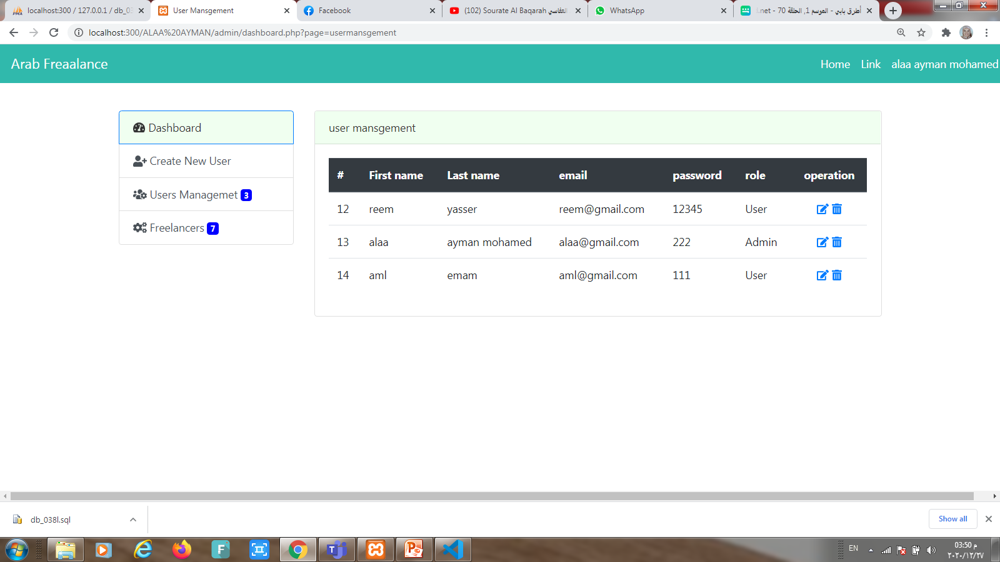 localhost:300 / 127.0.0.1 / db_03
User Mansgement
Facebook
(102) Sourate Al Baqarah
WhatsApp
أطرق بابي - الموسم 1, الحلقة 70 - l.net
localhost:300/ALAA%20AYMAN/admin/dashboard.php?page=usermansgement
Arab Freaalance
Home Link alaa ayman mohamed
Dashboard
Create New User
Users Managemet 3
Freelancers 7
user mansgement
# First name Last name email password role operation
12 reem yasser reem@gmail.com 12345 User
13 alaa ayman mohamed alaa@gmail.com 222 Admin
14 aml emam aml@gmail.com 111 User
db_038l.sql
Show all
EN
03:50 م
٢٠٢٠/١٢/٢٧